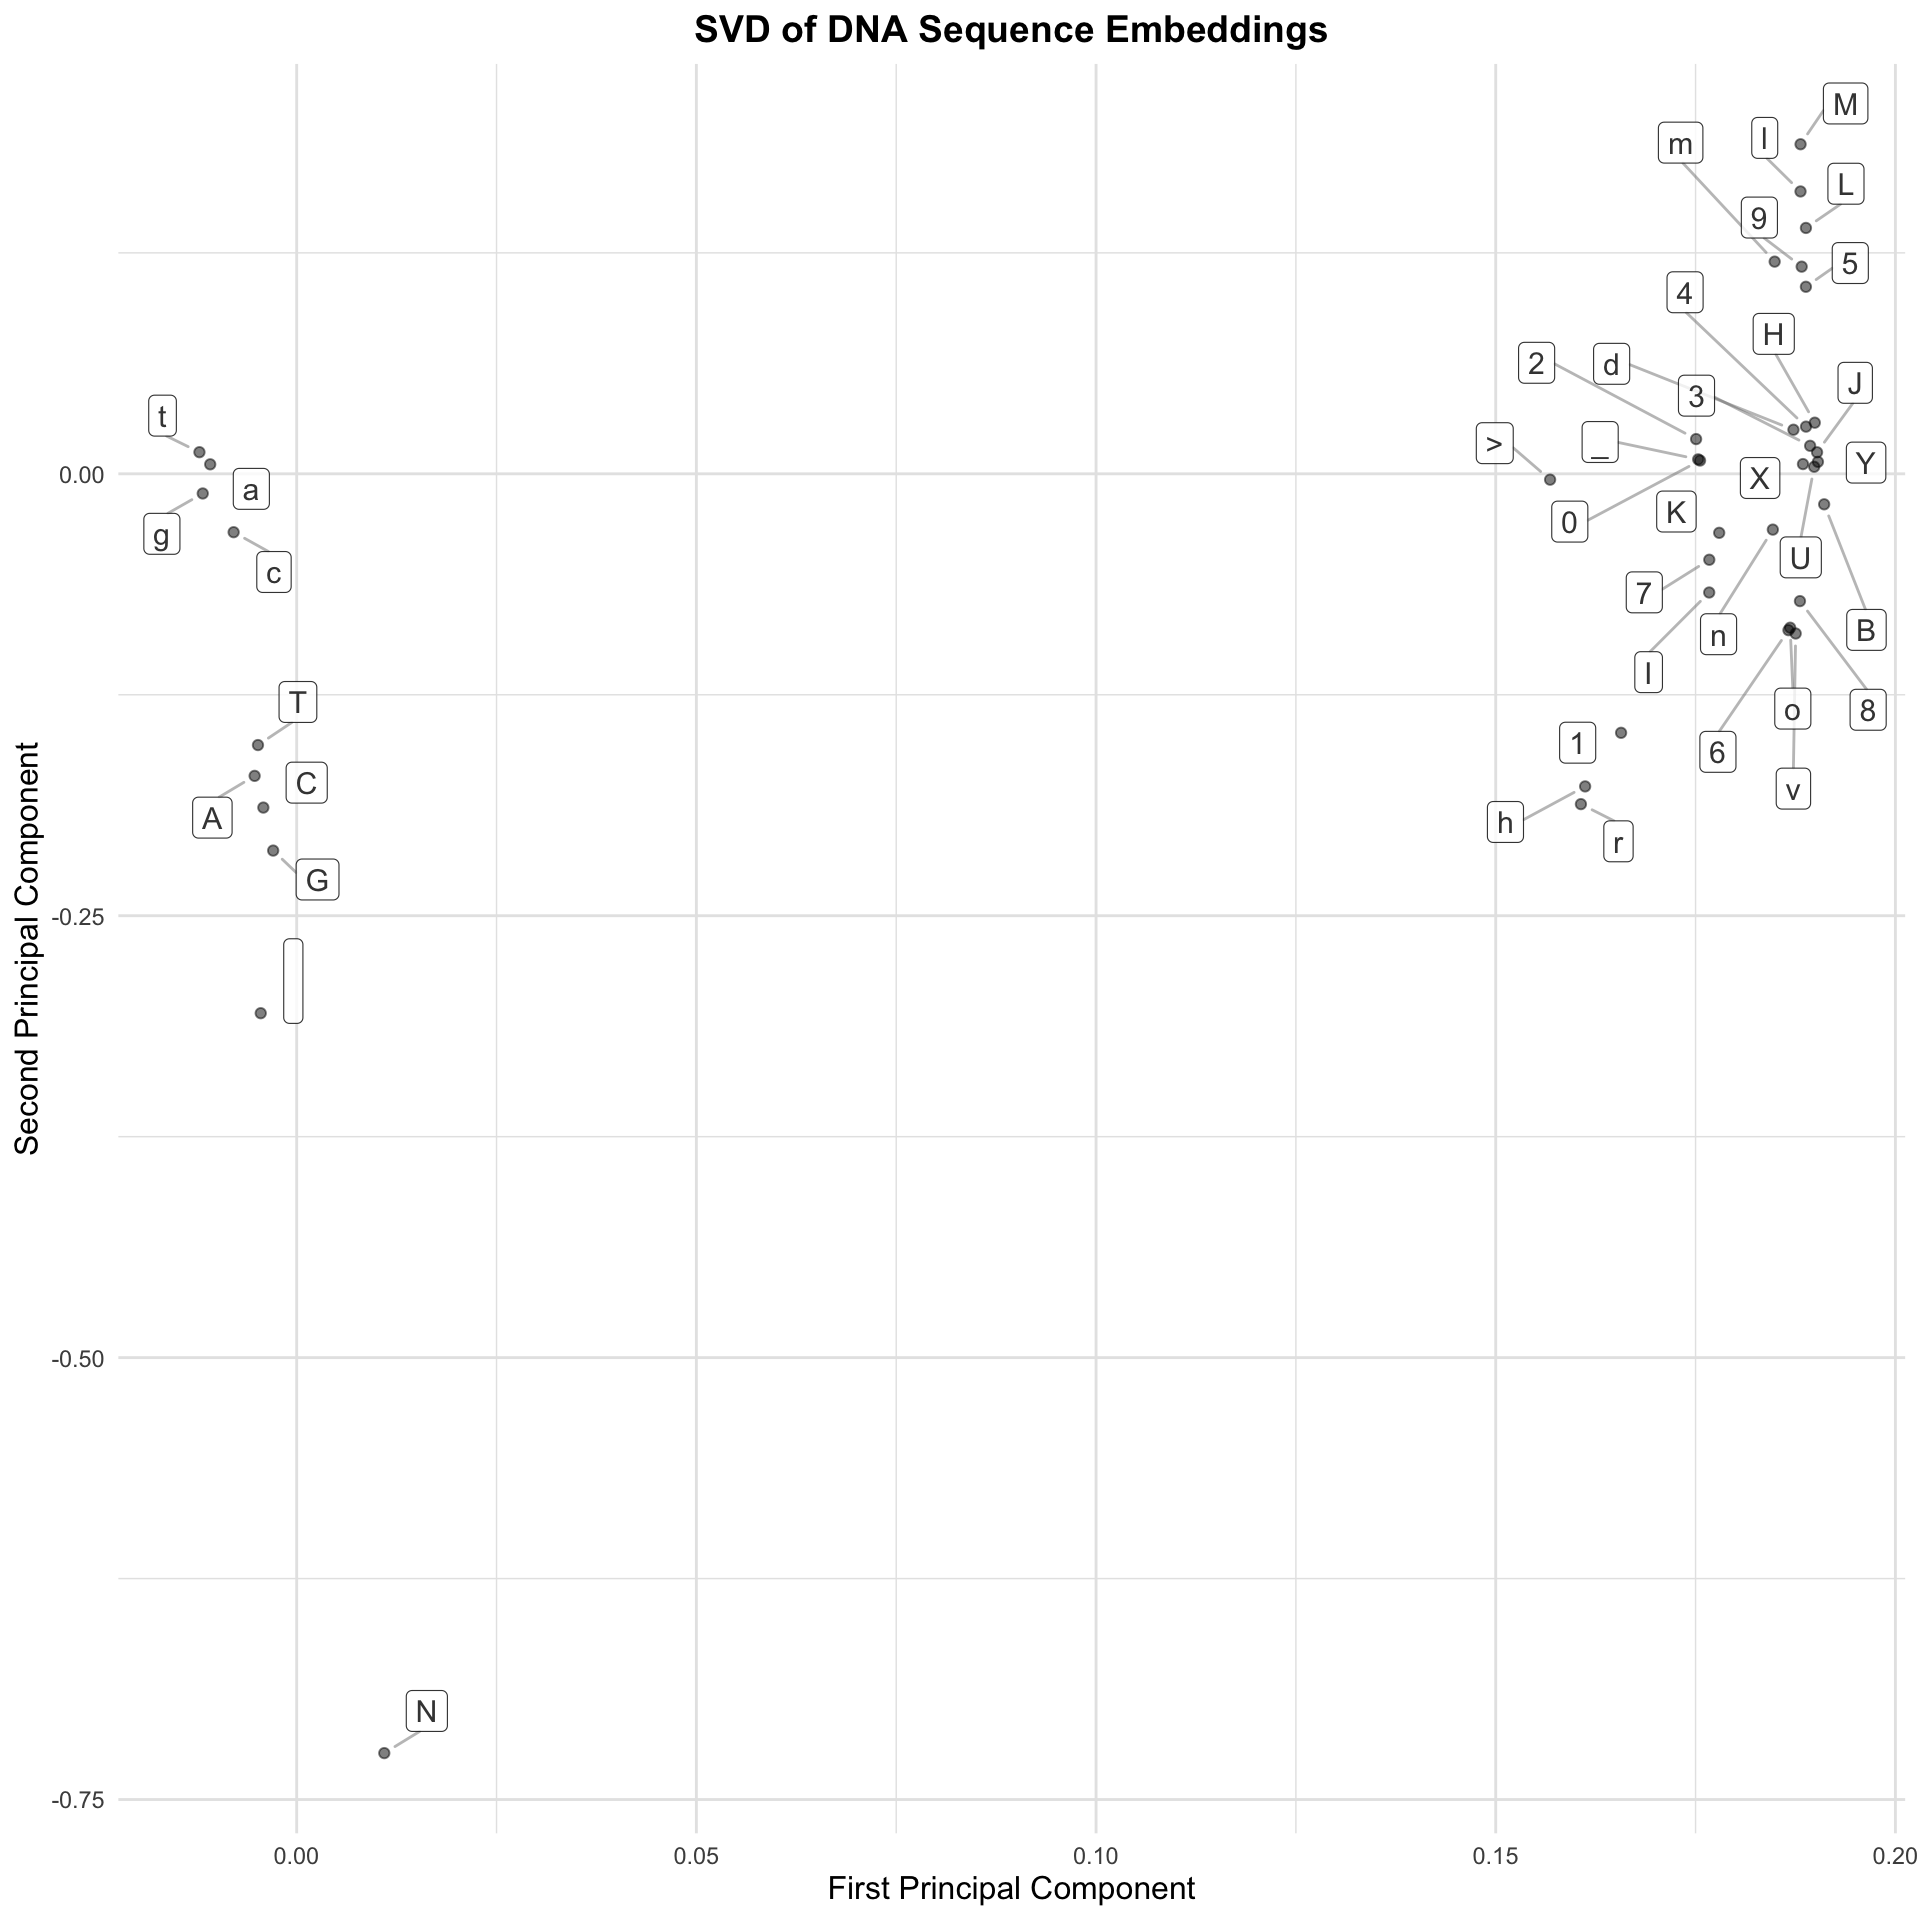 SVD of DNA Sequence Embeddings
M
m
l
L
9
5
4
H
2
d
3
J
t
>
_
X
Y
0.00
a
K
g
0
U
c
7
n
B
l
T
o
8
1
6
C
v
A
h
r
G
Second Principal Component
-0.25
-0.50
N
-0.75
0.00
0.05
0.10
0.15
0.20
First Principal Component